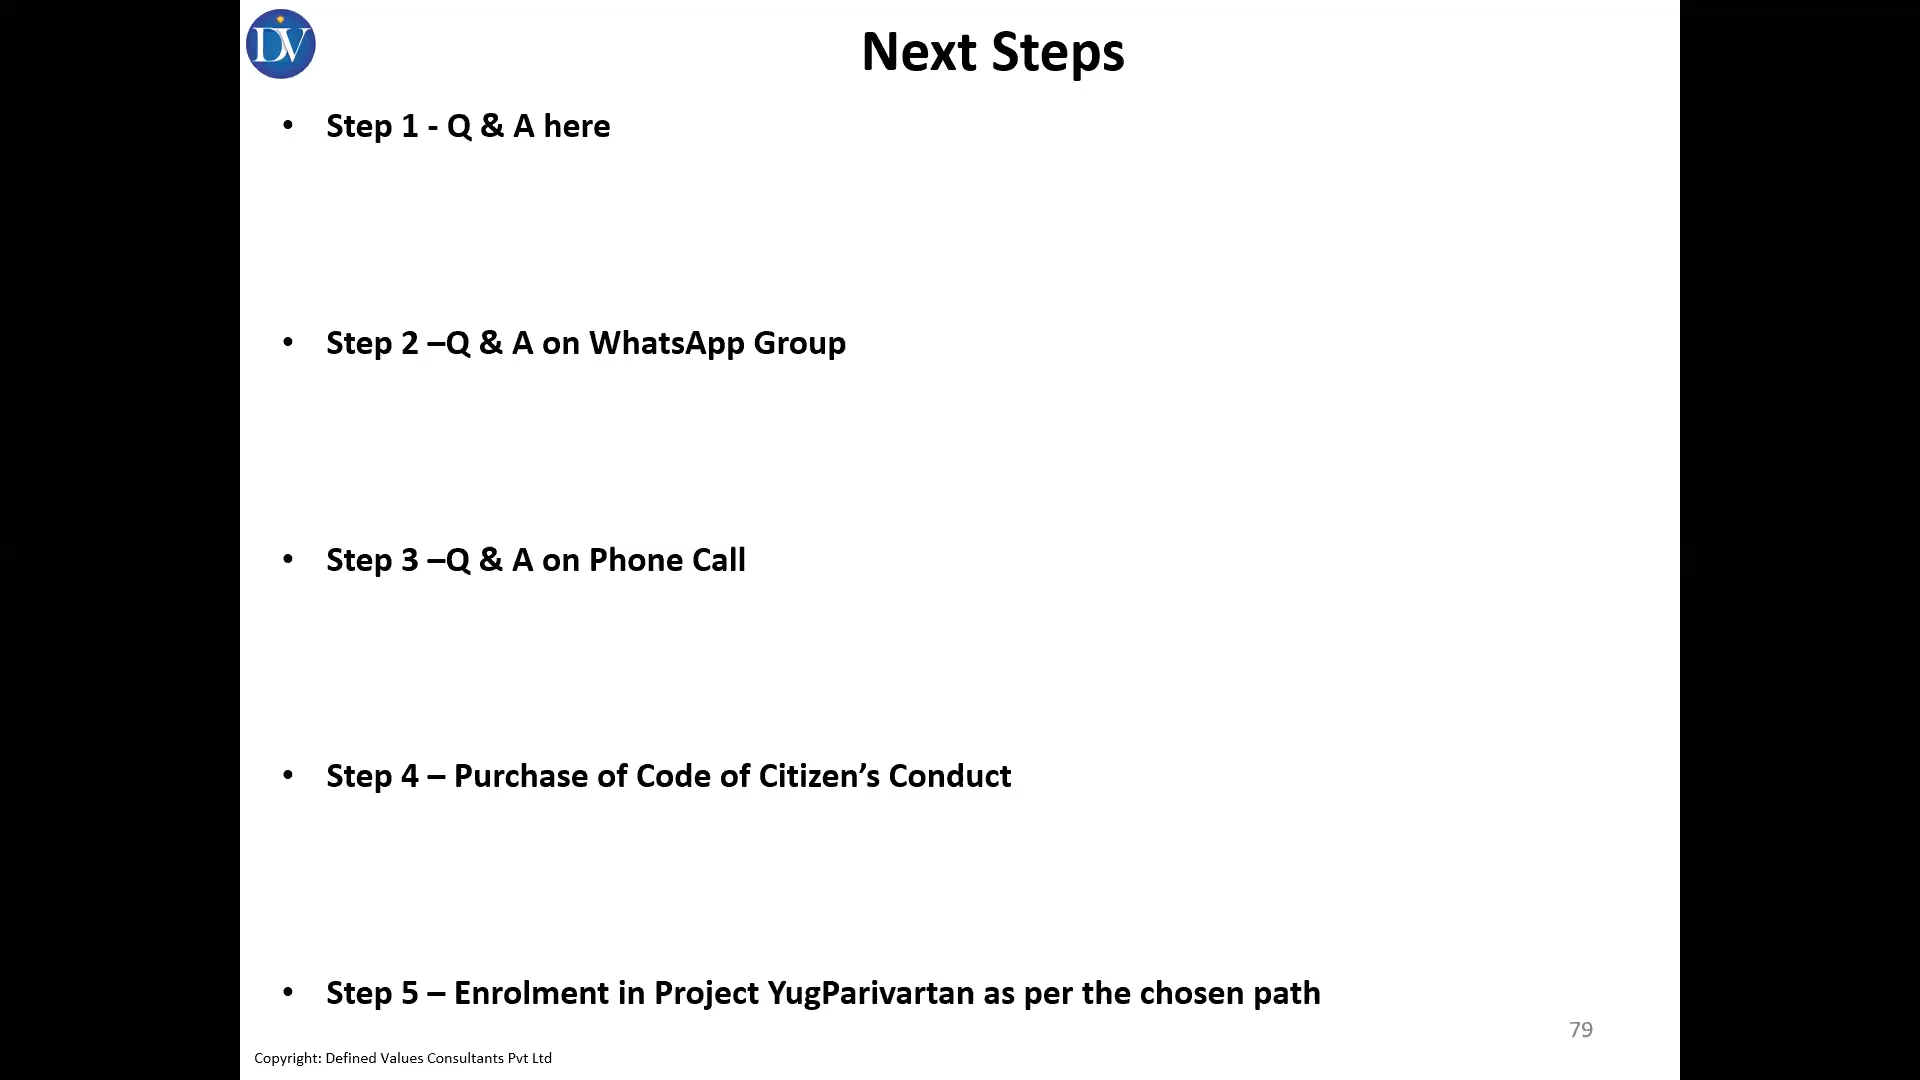 DV
Next Steps
• Step 1 - Q & A here
• Step 2 –Q & A on WhatsApp Group
• Step 3 –Q & A on Phone Call
• Step 4 – Purchase of Code of Citizen’s Conduct
• Step 5 – Enrolment in Project YugParivartan as per the chosen path
79
Copyright: Defined Values Consultants Pvt Ltd